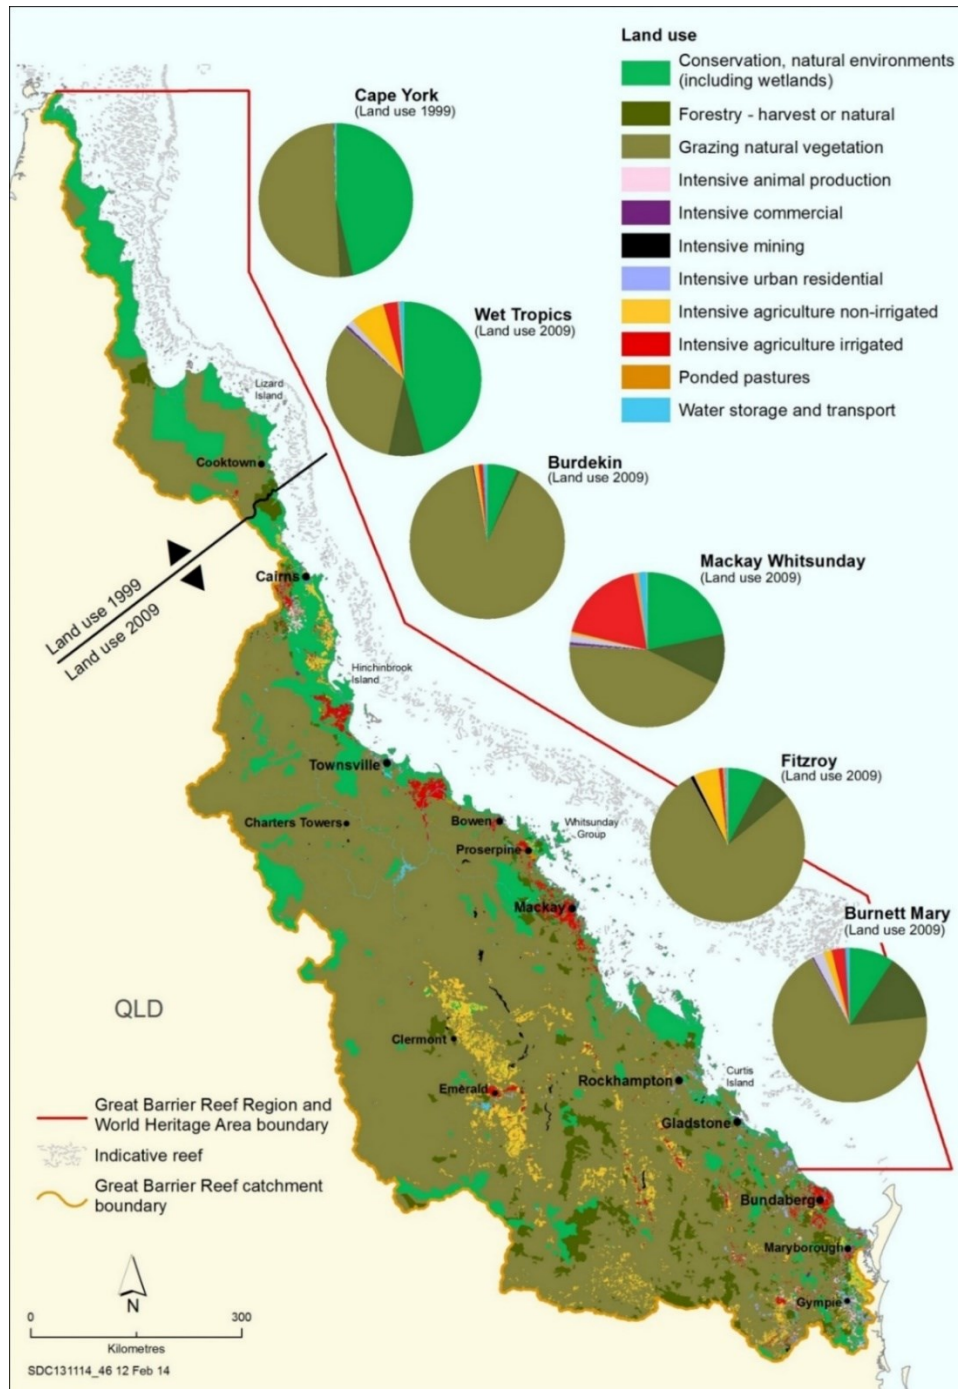 Land use
Conservation, natural environments
(including wetlands)
Forestry - harvest or natural
Grazing natural vegetation
Intensive animal production
Intensive commercial
Intensive mining
Intensive urban residential
Intensive agriculture non-irrigated
Intensive agriculture irrigated
Ponded pastures
Water storage and transport
Cape York
(Land use 1999)
Wet Tropics
(Land use 2009)
Burdekin
(Land use 2009)
Mackay Whitsunday
(Land use 2009)
Fitzroy
(Land use 2009)
Burnett Mary
(Land use 2009)
Lizard
Island
Cooktown
Land use 1999
Land use 2009
Cairns
Hinchinbrook
Island
Townsville
Charters Towers
Bowen
Whitsunday
Group
Proserpine
Mackay
QLD
Clermont
Emerald
Rockhampton
Curtis
Island
Gladstone
Bundaberg
Maryborough
Gympie
Great Barrier Reef Region and
World Heritage Area boundary
Indicative reef
Great Barrier Reef catchment
boundary
N
0 300
Kilometres
SDC131114_46 12 Feb 14